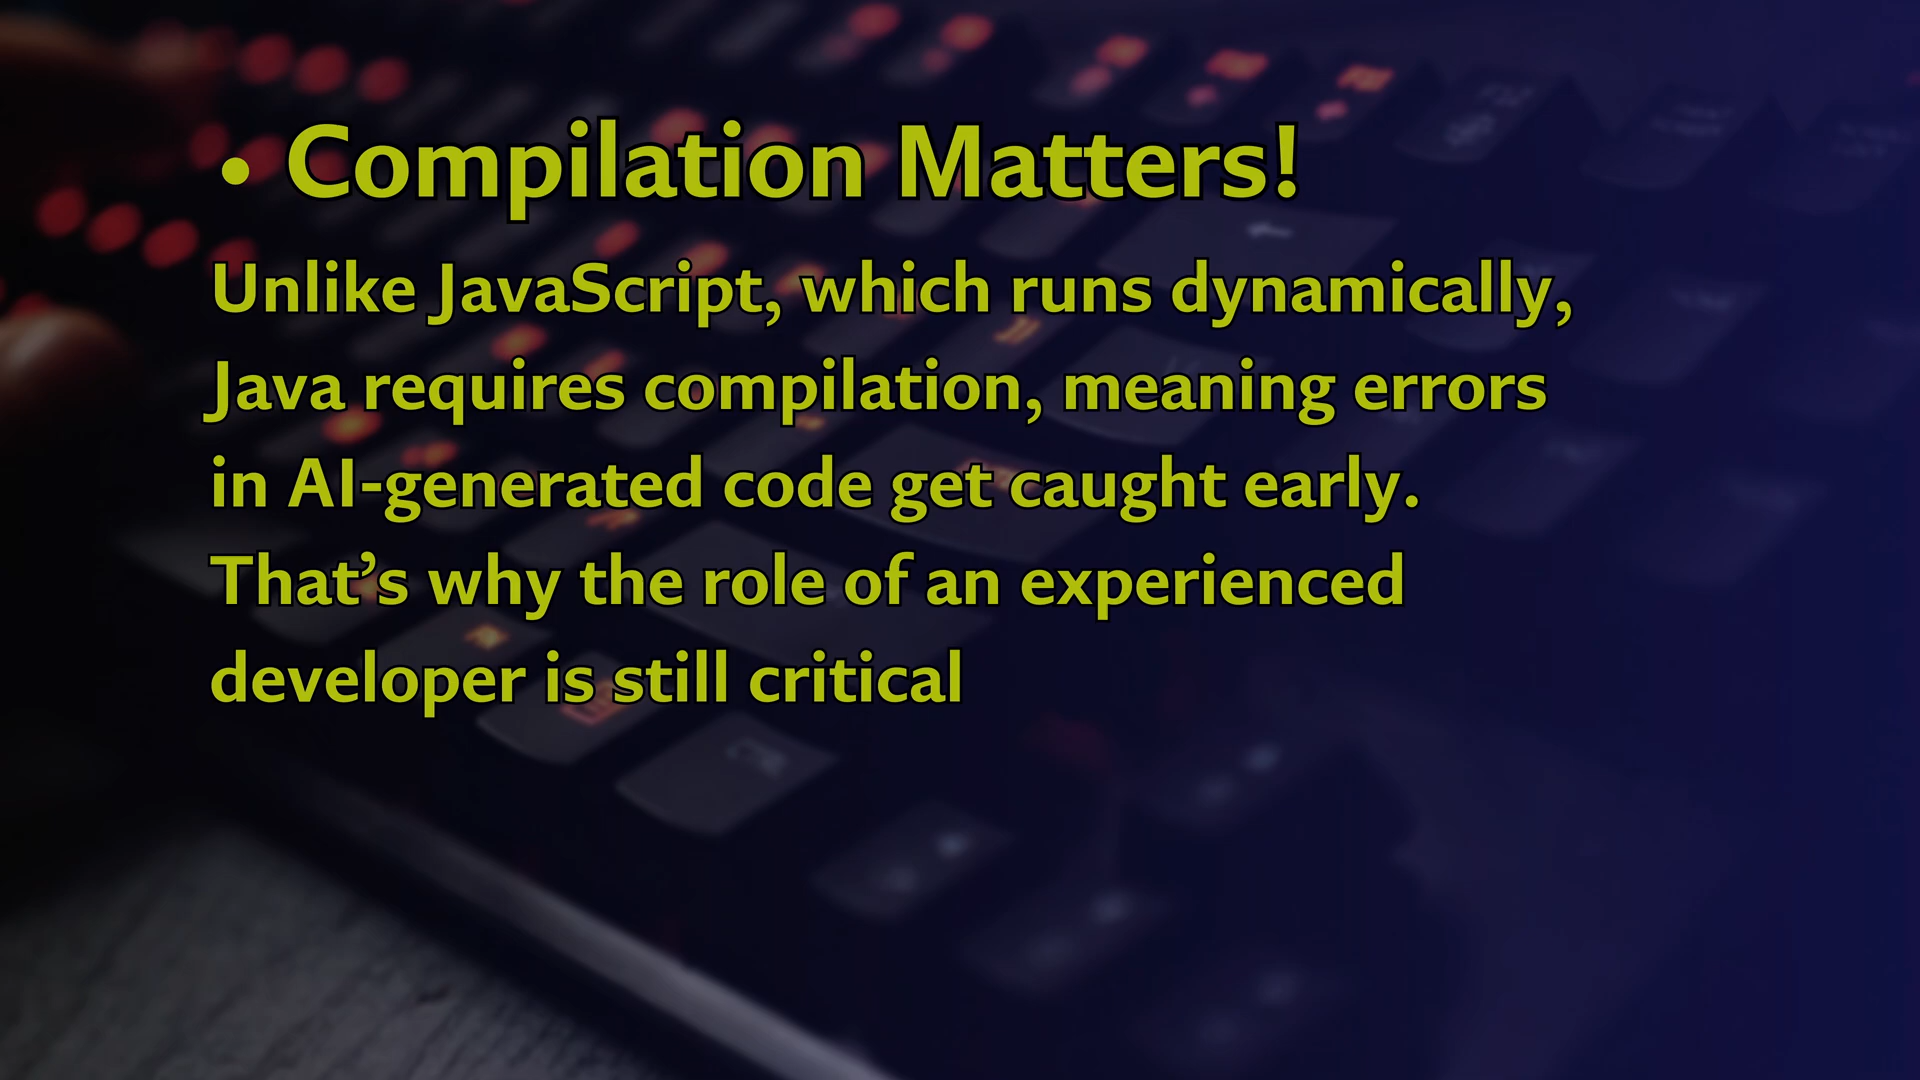 • Compilation Matters!
Unlike JavaScript, which runs dynamically,
Java requires compilation, meaning errors
in AI-generated code get caught early.
That’s why the role of an experienced
developer is still critical